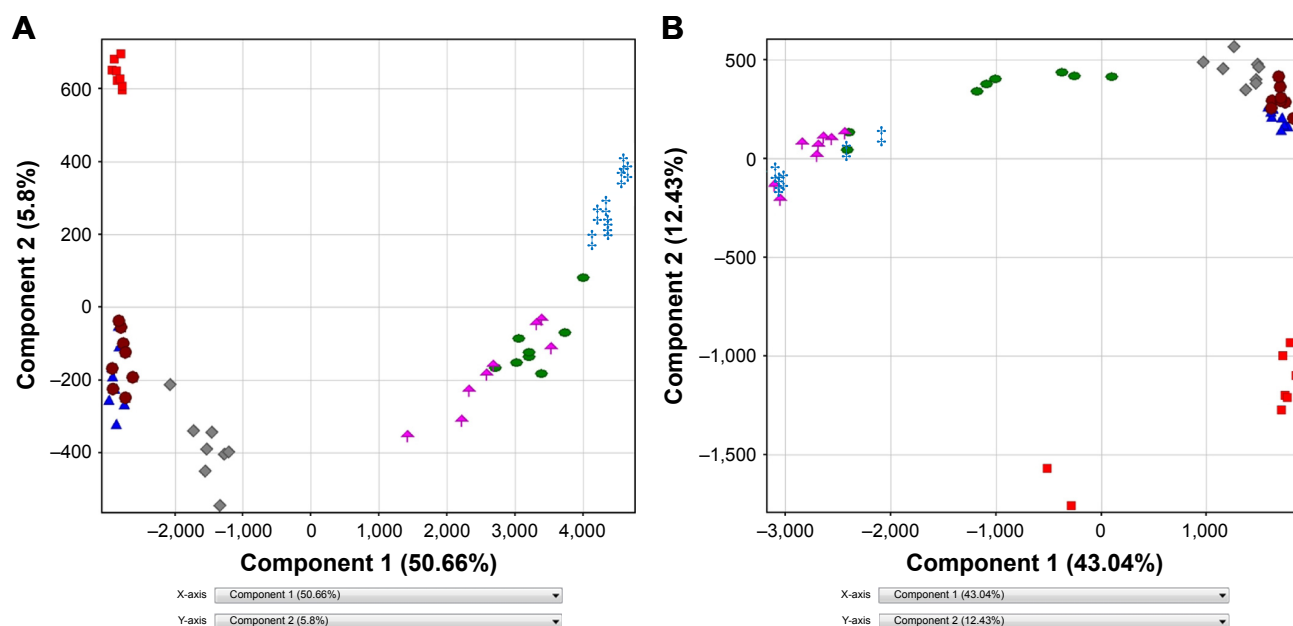 A
B
600
400
200
0
–200
–400
–2,000 –1,000 0 1,000 2,000 3,000 4,000
Component 2 (5.8%)
Component 1 (50.66%)
X-axis Component 1 (50.66%)
Y-axis Component 2 (5.8%)
500
0
–500
–1,000
–1,500
–3,000 –2,000 –1,000 0 1,000
Component 2 (12.43%)
Component 1 (43.04%)
X-axis Component 1 (43.04%)
Y-axis Component 2 (12.43%)